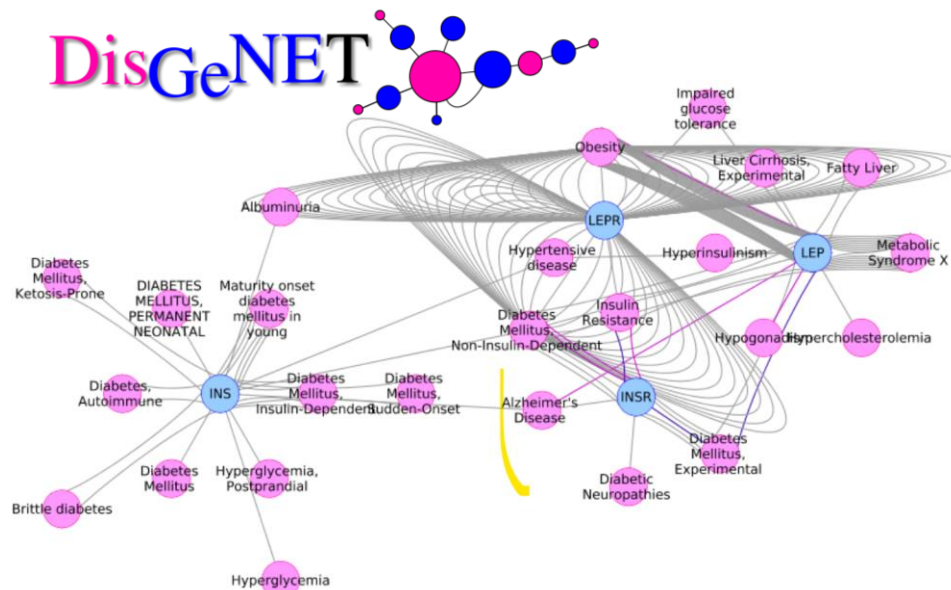 DisGeNET
Impaired
glucose
tolerance
Obesity
Liver Cirrhosis,
Experimental
Fatty Liver
Albuminuria
LEPR
Hypertensive
disease
Hyperinsulinism
LEP
Metabolic
Syndrome X
Diabetes
Mellitus,
Ketosis-Prone
DIABETES
MELLITUS,
PERMANENT
NEONATAL
Maturity onset
diabetes
mellitus in
young
Diabetes
Mellitus,
Non-Insulin-Dependent
Insulin
Resistance
Hypogonadism
Hypercholesterolemia
Diabetes,
Autoimmune
INS
Diabetes
Mellitus,
Insulin-Dependent
Diabetes
Mellitus,
Sudden-Onset
Alzheimer's
Disease
INSR
Diabetes
Mellitus,
Experimental
Diabetes
Mellitus
Hyperglycemia,
Postprandial
Diabetic
Neuropathies
Brittle diabetes
Hyperglycemia